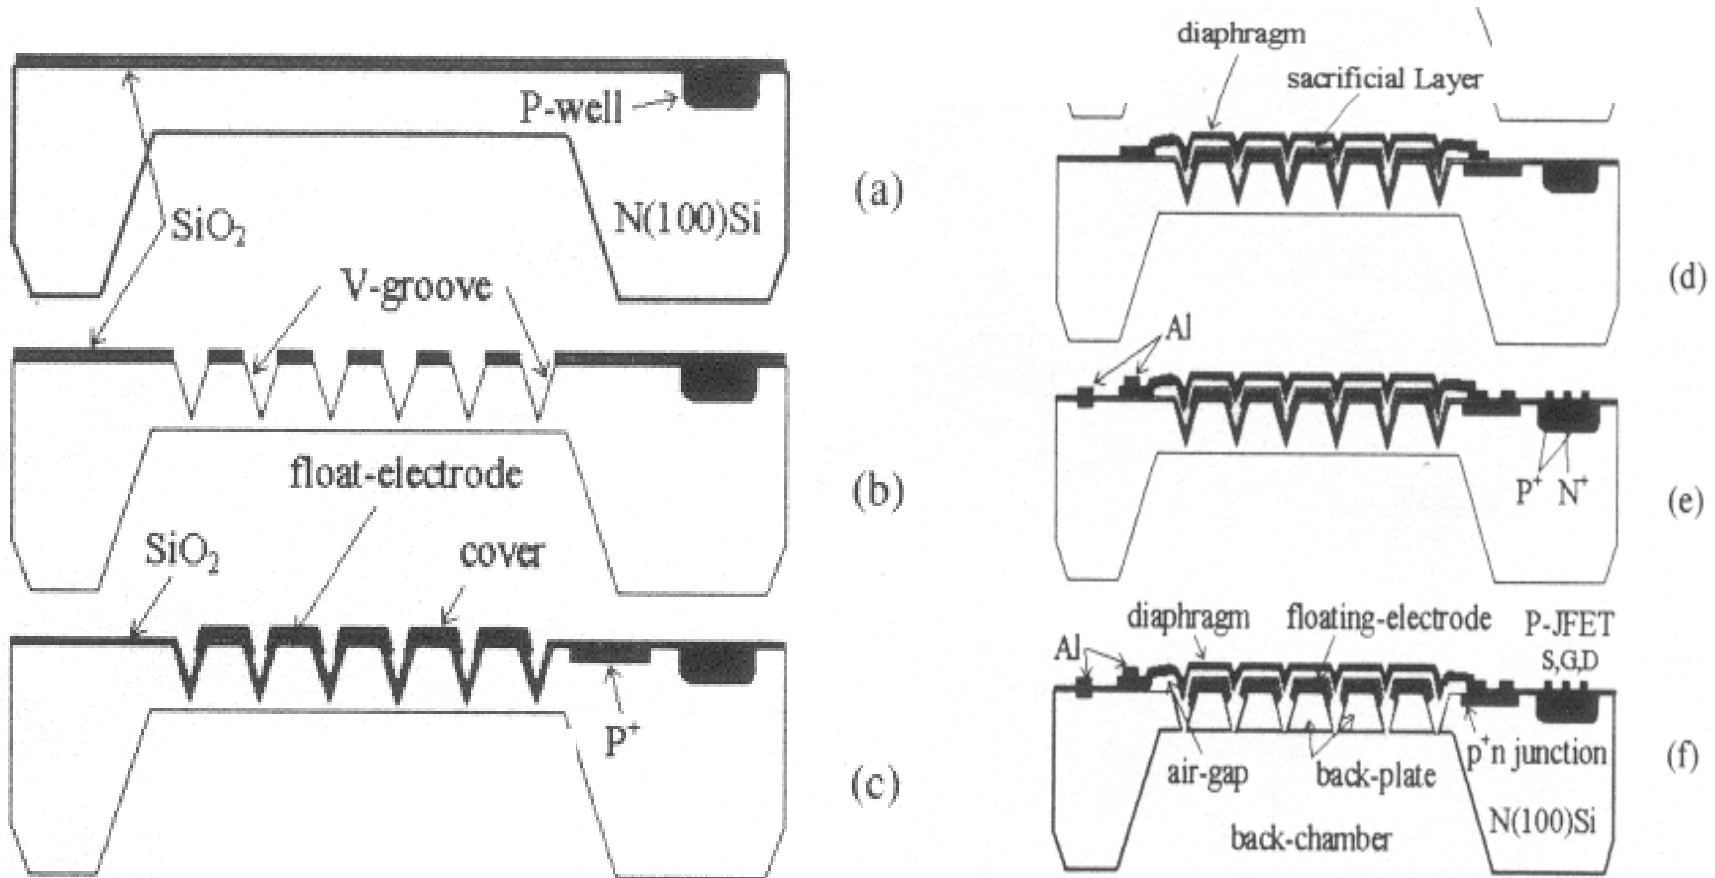 P-well
(a)
SiO₂
N(100)Si
V-groove
float-electrode
(b)
SiO₂
cover
P⁺
(c)
diaphragm
sacrificial Layer
(d)
Al
P⁺ N⁺
(e)
diaphragm
floating-electrode
P-JFET
S,G,D
Al
air-gap
back-plate
p⁺n junction
(f)
N(100)Si
back-chamber